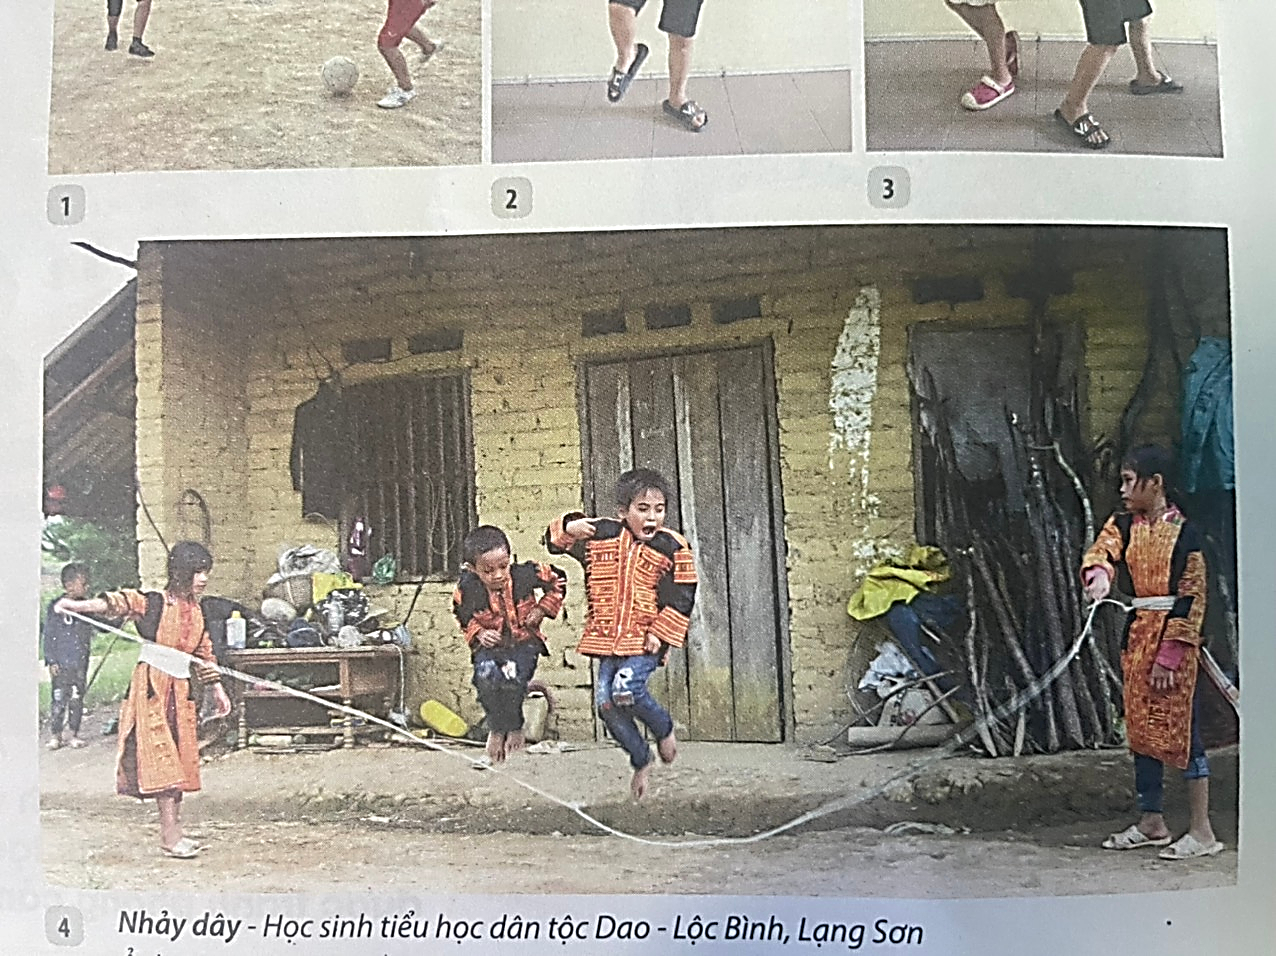 1
2
3
4 Nhảy dây - Học sinh tiểu học dân tộc Dao - Lộc Bình, Lạng Sơn